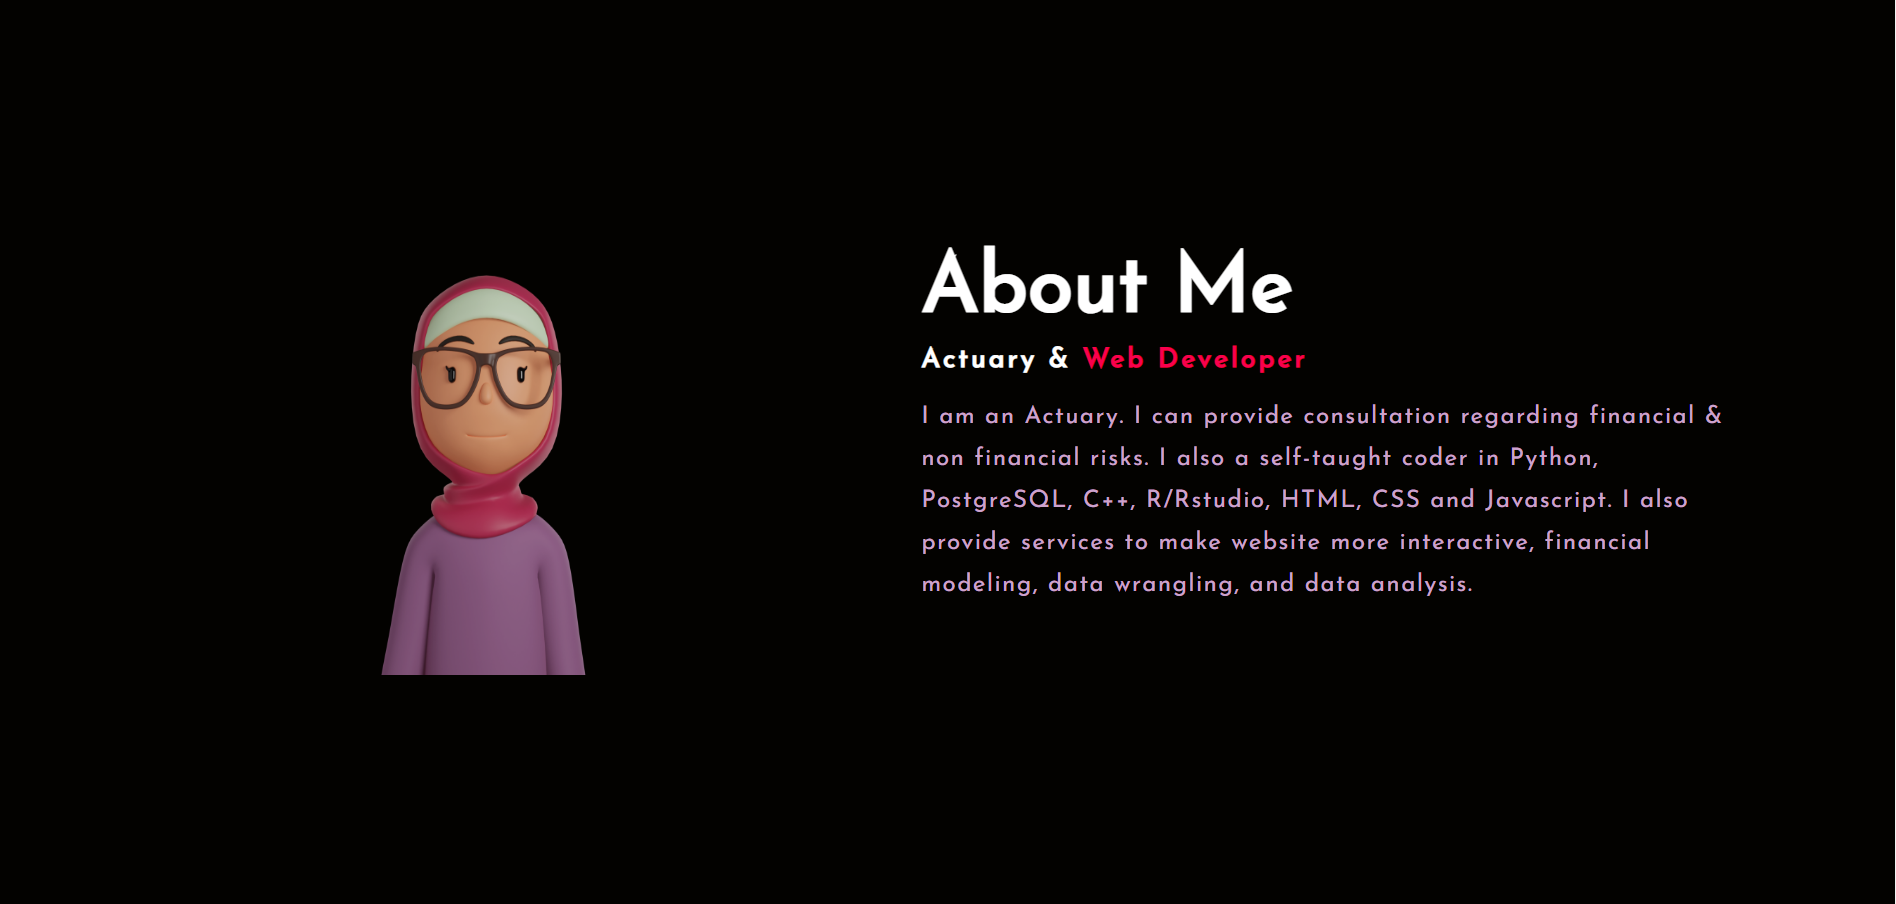 About Me
Actuary & Web Developer
I am an Actuary. I can provide consultation regarding financial &
non financial risks. I also a self-taught coder in Python,
PostgreSQL, C++, R/Rstudio, HTML, CSS and Javascript. I also
provide services to make website more interactive, financial
modeling, data wrangling, and data analysis.